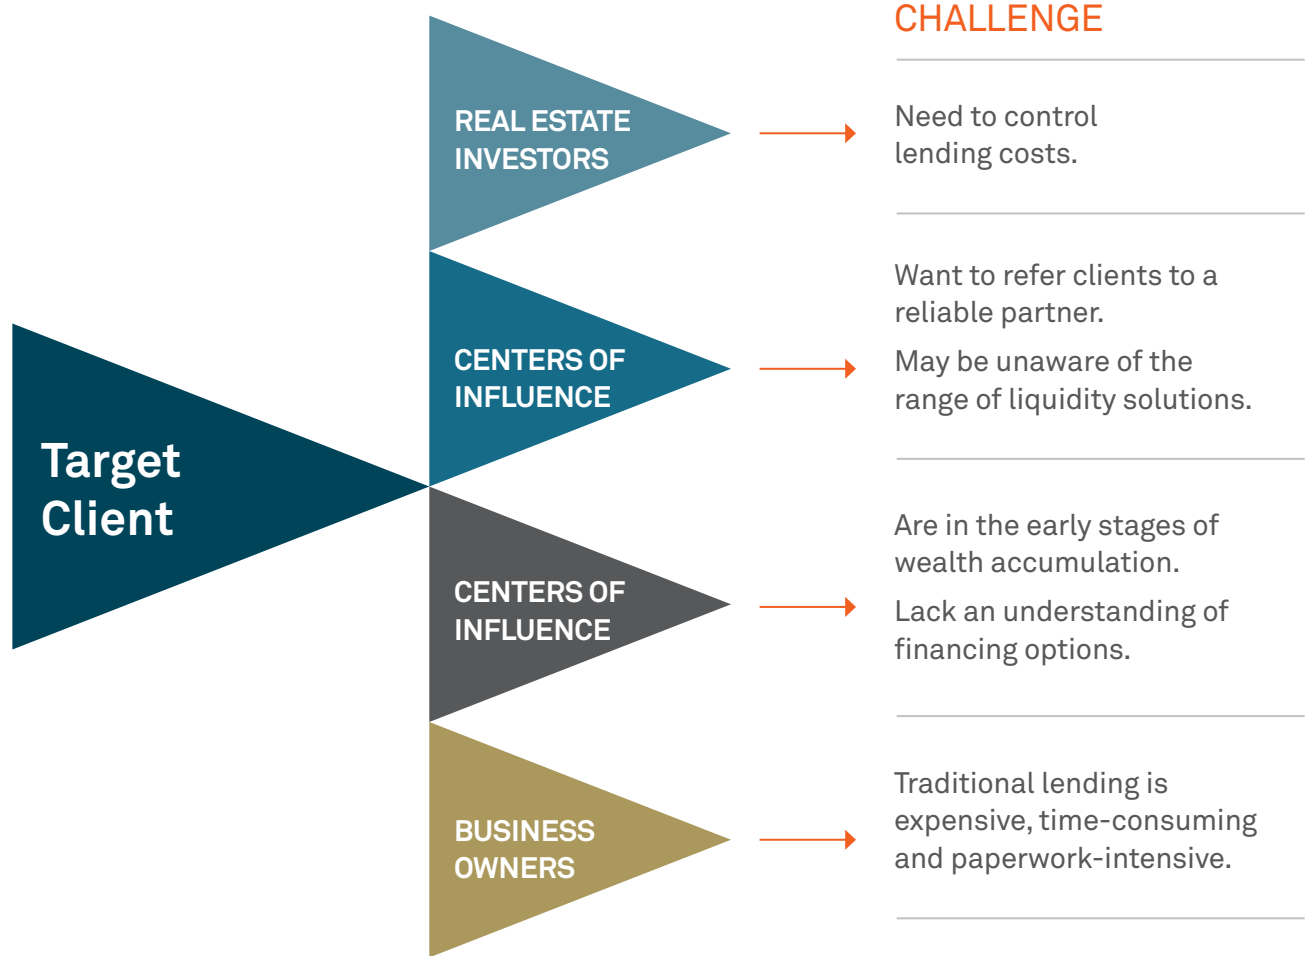 CHALLENGE
Target
Client
REAL ESTATE
INVESTORS
Need to control
lending costs.
CENTERS OF
INFLUENCE
Want to refer clients to a
reliable partner.
May be unaware of the
range of liquidity solutions.
CENTERS OF
INFLUENCE
Are in the early stages of
wealth accumulation.
Lack an understanding of
financing options.
BUSINESS
OWNERS
Traditional lending is
expensive, time-consuming
and paperwork-intensive.